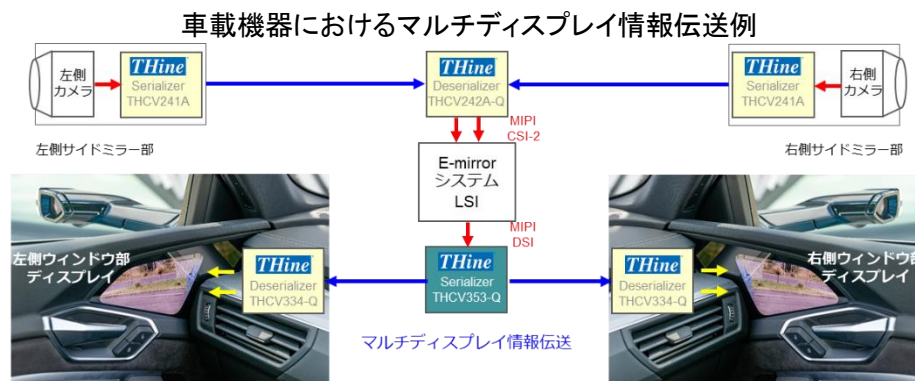 車載機器におけるマルチディスプレイ情報伝送例
左側
カメラ
THine
Serializer
THCV241A
THine
Deserializer
THCV242A-Q
THine
Serializer
THCV241A
右側
カメラ
MIPI
CSI-2
左側サイドミラー部
右側サイドミラー部
E-mirror
システム
LSI
MIPI
DSI
左側ウィンドウ部
ディスプレイ
THine
Deserializer
THCV334-Q
THine
Serializer
THCV353-Q
THine
Deserializer
THCV334-Q
右側ウィンドウ部
ディスプレイ
マルチディスプレイ情報伝送